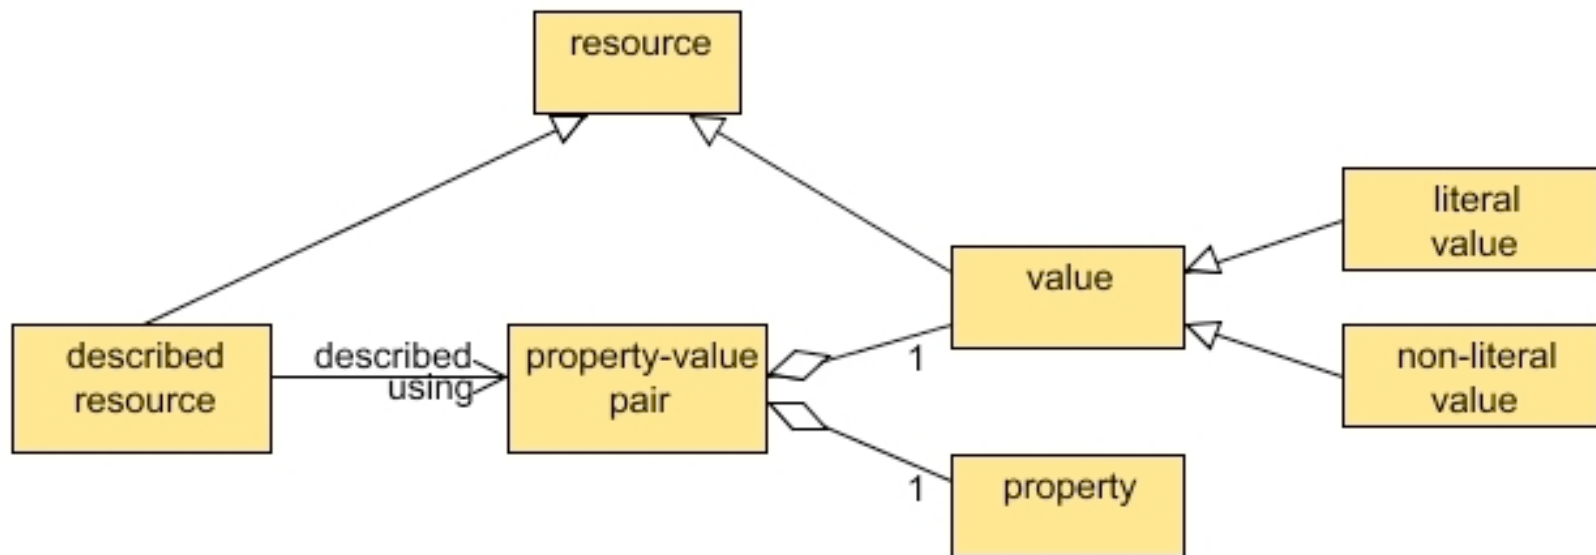 resource
literal
value
value
described
resource
described
using
property-value
pair
1
non-literal
value
1
property